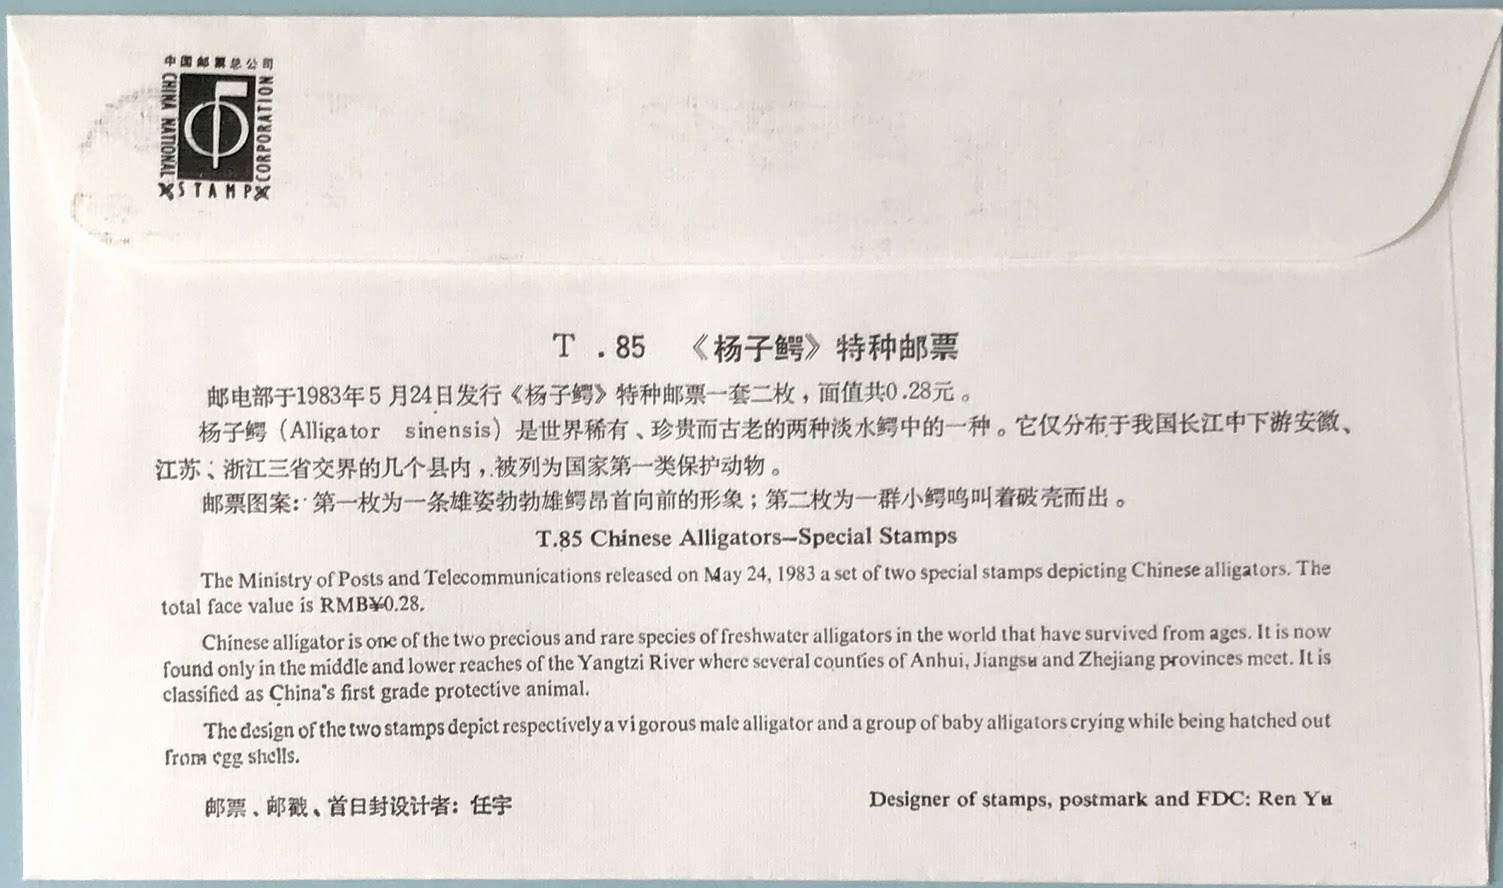 中国邮票总公司
CHINA NATIONAL
STAMP
CORPORATION
T.85 《杨子鳄》特种邮票
邮电部于1983年5月24日发行《杨子鳄》特种邮票一套二枚，面值共0.28元。
杨子鳄（Alligator sinensis）是世界稀有、珍贵而古老的两种淡水鳄中的一种。它仅分布于我国长江中下游安徽、
江苏、浙江三省交界的几个县内，被列为国家第一类保护动物。
邮票图案：第一枚为一条雄姿勃勃雄鳄昂首向前的形象；第二枚为一群小鳄鸣叫着破壳而出。
T.85 Chinese Alligators—Special Stamps
The Ministry of Posts and Telecommunications released on May 24, 1983 a set of two special stamps depicting Chinese alligators. The
total face value is RMB¥0.28.
Chinese alligator is one of the two precious and rare species of freshwater alligators in the world that have survived from ages. It is now
found only in the middle and lower reaches of the Yangtzi River where several counties of Anhui, Jiangsu and Zhejiang provinces meet. It is
classified as China's first grade protective animal.
The design of the two stamps depict respectively a vigorous male alligator and a group of baby alligators crying while being hatched out
from egg shells.
邮票、邮戳、首日封设计者：任宇
Designer of stamps, postmark and FDC: Ren Yu